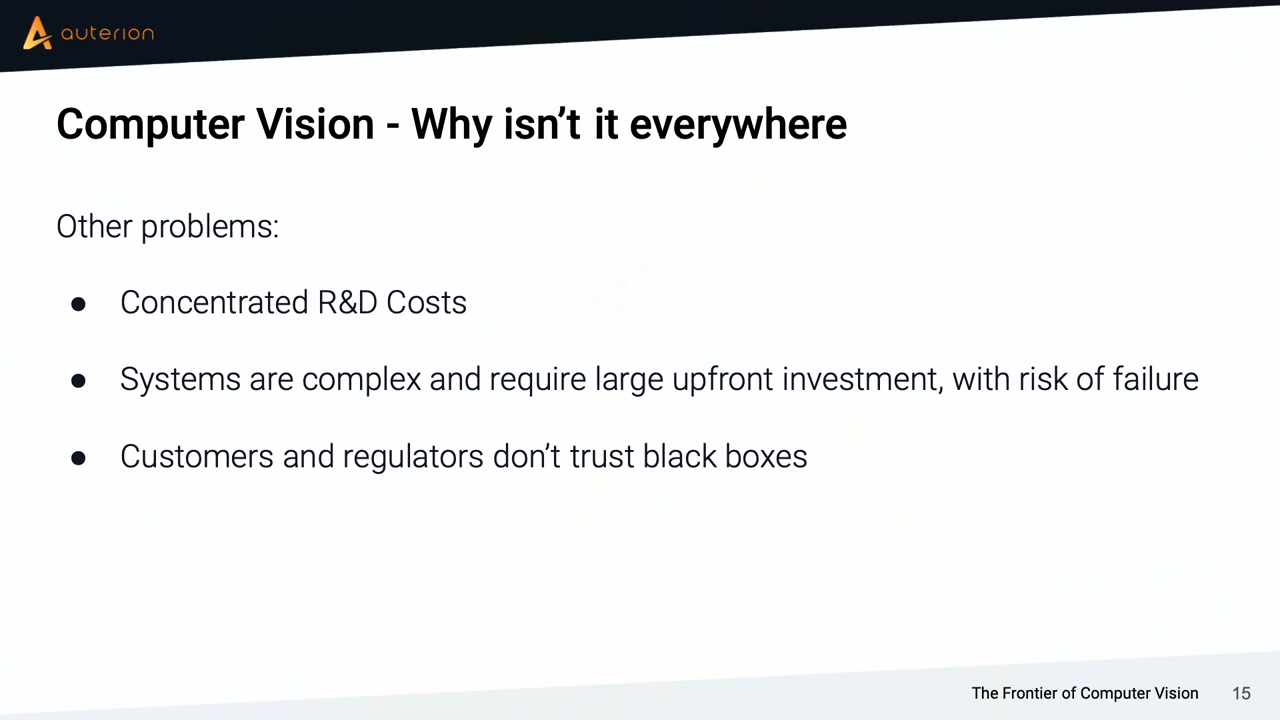 auterion
Computer Vision - Why isn’t it everywhere
Other problems:
● Concentrated R&D Costs
● Systems are complex and require large upfront investment, with risk of failure
● Customers and regulators don’t trust black boxes
The Frontier of Computer Vision 15